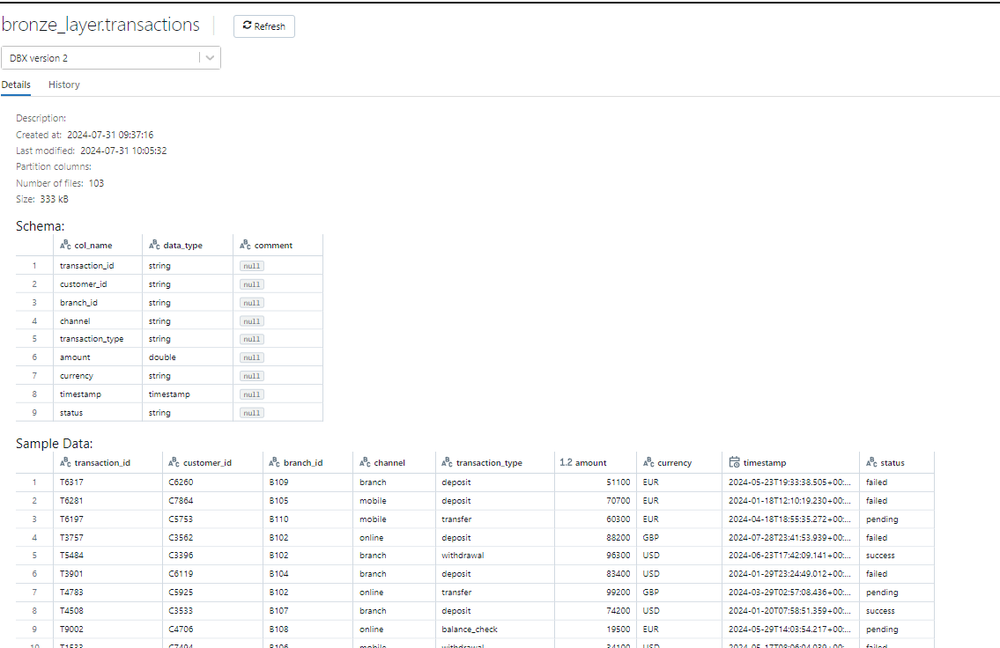 bronze_layer.transactions Refresh
DBX version 2
Details History
Description:
Created at: 2024-07-31 09:37:16
Last modified: 2024-07-31 10:05:32
Partition columns:
Number of files: 103
Size: 333 kB
Schema:
col_name data_type comment
1 transaction_id string null
2 customer_id string null
3 branch_id string null
4 channel string null
5 transaction_type string null
6 amount double null
7 currency string null
8 timestamp timestamp null
9 status string null
Sample Data:
transaction_id customer_id branch_id channel transaction_type 1.2 amount currency timestamp status
1 T6317 C6260 B109 branch deposit 51100 EUR 2024-05-23T19:33:38.505+00:... failed
2 T6281 C7864 B105 mobile deposit 70700 EUR 2024-01-18T12:10:19.230+00:... failed
3 T6197 C5753 B110 mobile transfer 60300 EUR 2024-04-18T18:55:35.272+00:... pending
4 T3757 C3562 B102 online deposit 88200 GBP 2024-07-28T23:41:53.939+00:... failed
5 T5484 C3396 B102 branch withdrawal 96300 USD 2024-06-23T17:42:09.141+00:... success
6 T3901 C6119 B104 branch deposit 83400 USD 2024-01-29T23:24:49.012+00:... failed
7 T4783 C5925 B102 online transfer 99200 GBP 2024-03-29T02:57:08.436+00:... pending
8 T4508 C3533 B107 branch deposit 74200 USD 2024-01-20T07:58:51.359+00:... success
9 T9002 C4706 B108 online balance_check 19500 EUR 2024-05-29T14:03:54.217+00:... pending
10 mobile withdrawal USD failed